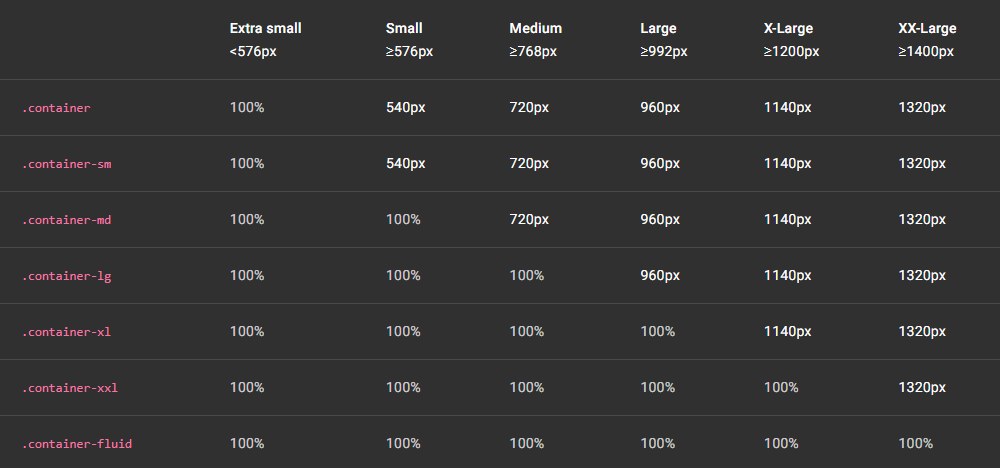 Extra small Small Medium Large X-Large XX-Large
<576px ≥576px ≥768px ≥992px ≥1200px ≥1400px
.container 100% 540px 720px 960px 1140px 1320px
.container-sm 100% 540px 720px 960px 1140px 1320px
.container-md 100% 100% 720px 960px 1140px 1320px
.container-lg 100% 100% 100% 960px 1140px 1320px
.container-xl 100% 100% 100% 100% 1140px 1320px
.container-xxl 100% 100% 100% 100% 100% 1320px
.container-fluid 100% 100% 100% 100% 100% 100%